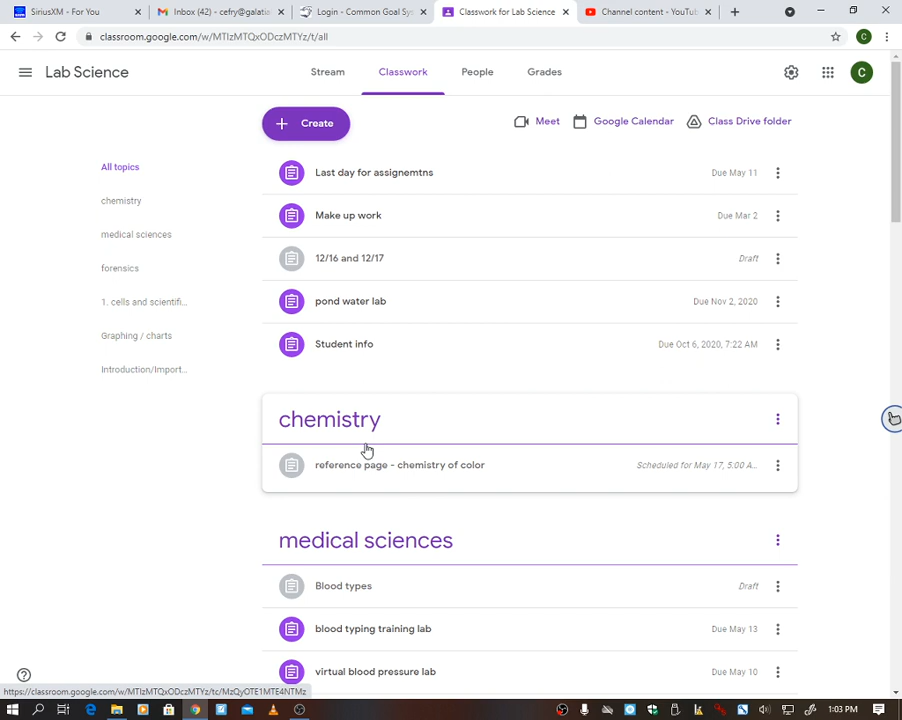 SiriusXM - For You
Inbox (42) - cefry@galati
Login - Common Goal Sy
Classwork for Lab Science
Channel content - YouTu
classroom.google.com/w/MTIzMTQxODczMTYz/t/all
C
Lab Science
Stream
Classwork
People
Grades
C
Create
Meet
Google Calendar
Class Drive folder
All topics
chemistry
medical sciences
forensics
1. cells and scientifi...
Graphing / charts
Introduction/Import...
Last day for assignemtns
Due May 11
Make up work
Due Mar 2
12/16 and 12/17
Draft
pond water lab
Due Nov 2, 2020
Student info
Due Oct 6, 2020, 7:22 AM
chemistry
reference page - chemistry of color
Scheduled for May 17, 5:00 A...
medical sciences
Blood types
Draft
blood typing training lab
Due May 13
virtual blood pressure lab
Due May 10
https://classroom.google.com/w/MTIzMTQxODczMTYz/tc/MzQyOTE1MTE4NTMz
1:03 PM